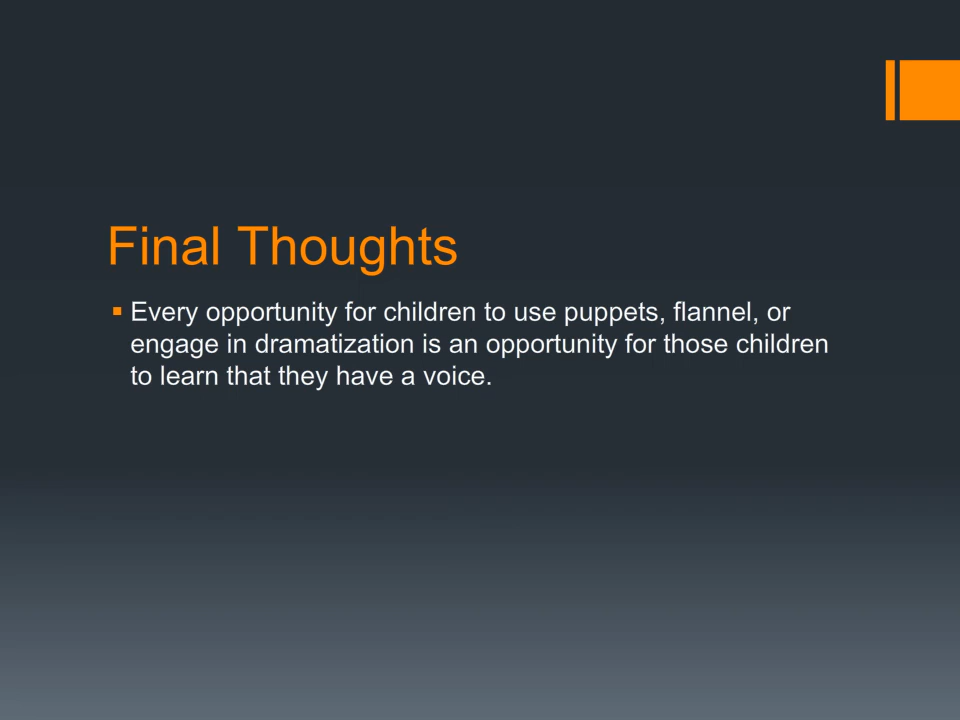 Final Thoughts
Every opportunity for children to use puppets, flannel, or
engage in dramatization is an opportunity for those children
to learn that they have a voice.